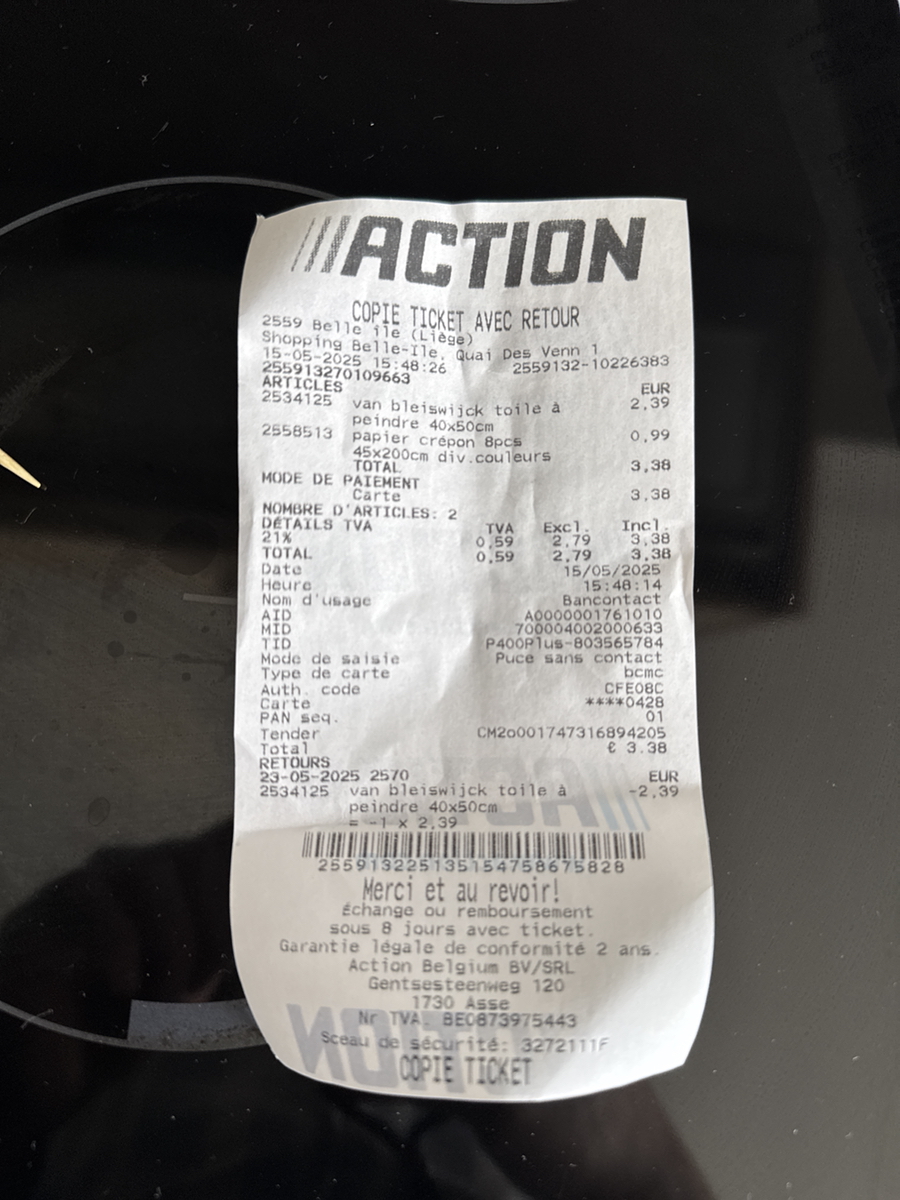 ACTION
COPIE TICKET AVEC RETOUR
2559 Belle île (Liège)
Shopping Belle-Ile, Quai Des Venn 1
15-05-2025 15:48:26 2559132-10226383
255913270109663
ARTICLES EUR
2534125 van bleiswijck toile à 2,39
peindre 40x50cm
2558513 papier crépon 8pcs 0,99
45x200cm div.couleurs
TOTAL 3,38
MODE DE PAIEMENT
Carte 3,38
NOMBRE D'ARTICLES: 2
DÉTAILS TVA TVA Excl. Incl.
21% 0,59 2,79 3,38
TOTAL 0,59 2,79 3,38
Date 15/05/2025
Heure 15:48:14
Nom d'usage Bancontact
AID A0000001761010
MID 700004002000633
TID P400Plus-803565784
Mode de saisie Puce sans contact
Type de carte bcmc
Auth. code CFE08C
Carte ****0428
PAN seq. 01
Tender CM2o001747316894205
Total € 3.38
RETOURS
23-05-2025 2570 EUR
2534125 van bleiswijck toile à -2,39
peindre 40x50cm
= -1 x 2,39
255913225135154758675828
Merci et au revoir!
Échange ou remboursement
sous 8 jours avec ticket.
Garantie légale de conformité 2 ans.
Action Belgium BV/SRL
Gentsesteenweg 120
1730 Asse
Nr TVA BE0873975443
Sceau de sécurité: 3272111F
COPIE TICKET